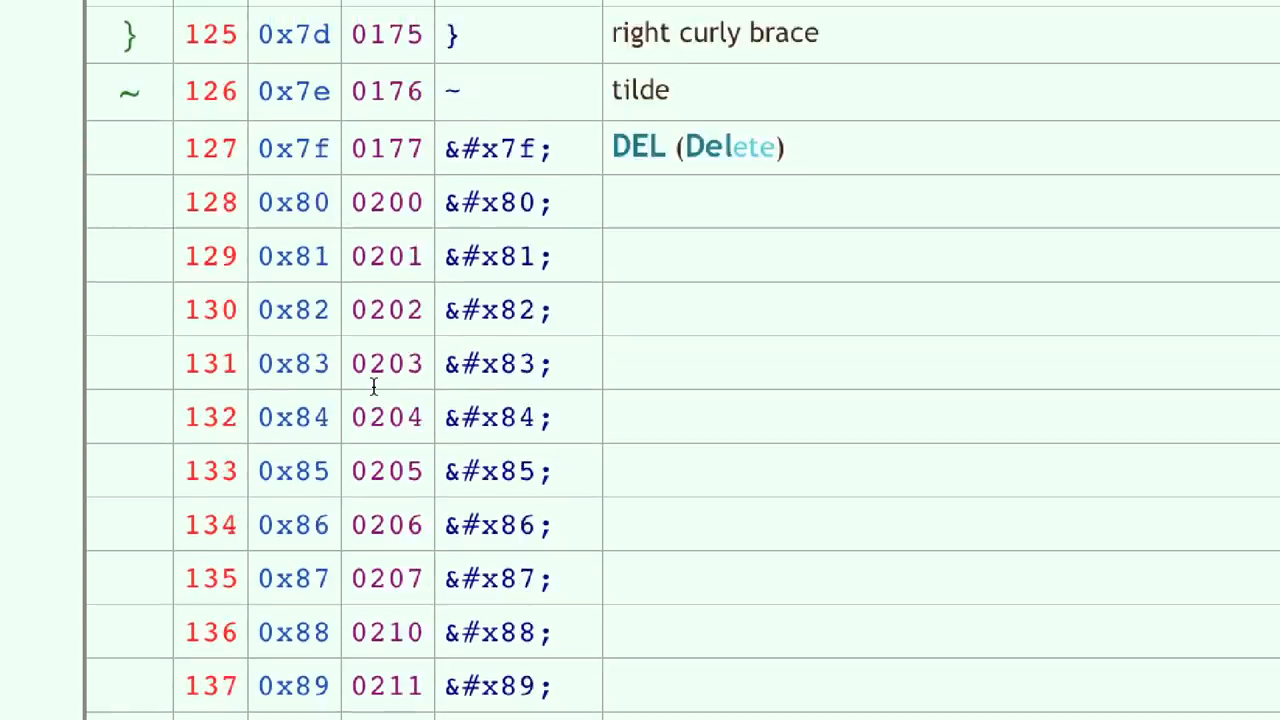 } 125 0x7d 0175 } right curly brace
~ 126 0x7e 0176 ~ tilde
127 0x7f 0177 &#x7f; DEL (Delete)
128 0x80 0200 &#x80;
129 0x81 0201 &#x81;
130 0x82 0202 &#x82;
131 0x83 0203 &#x83;
132 0x84 0204 &#x84;
133 0x85 0205 &#x85;
134 0x86 0206 &#x86;
135 0x87 0207 &#x87;
136 0x88 0210 &#x88;
137 0x89 0211 &#x89;